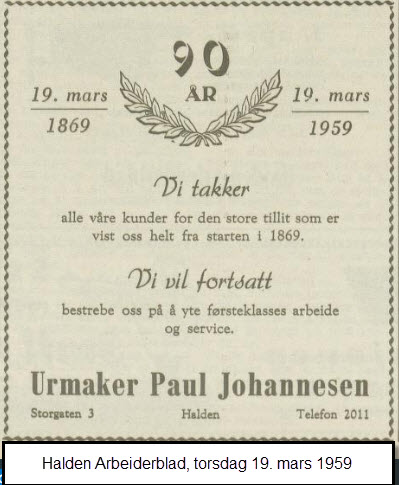 90
ÅR
19. mars
1869
19. mars
1959
Vi takker
alle våre kunder for den store tillit som er
vist oss helt fra starten i 1869.
Vi vil fortsatt
bestrebe oss på å yte førsteklasses arbeide
og service.
Urmaker Paul Johannesen
Storgaten 3 Halden Telefon 2011
Halden Arbeiderblad, torsdag 19. mars 1959